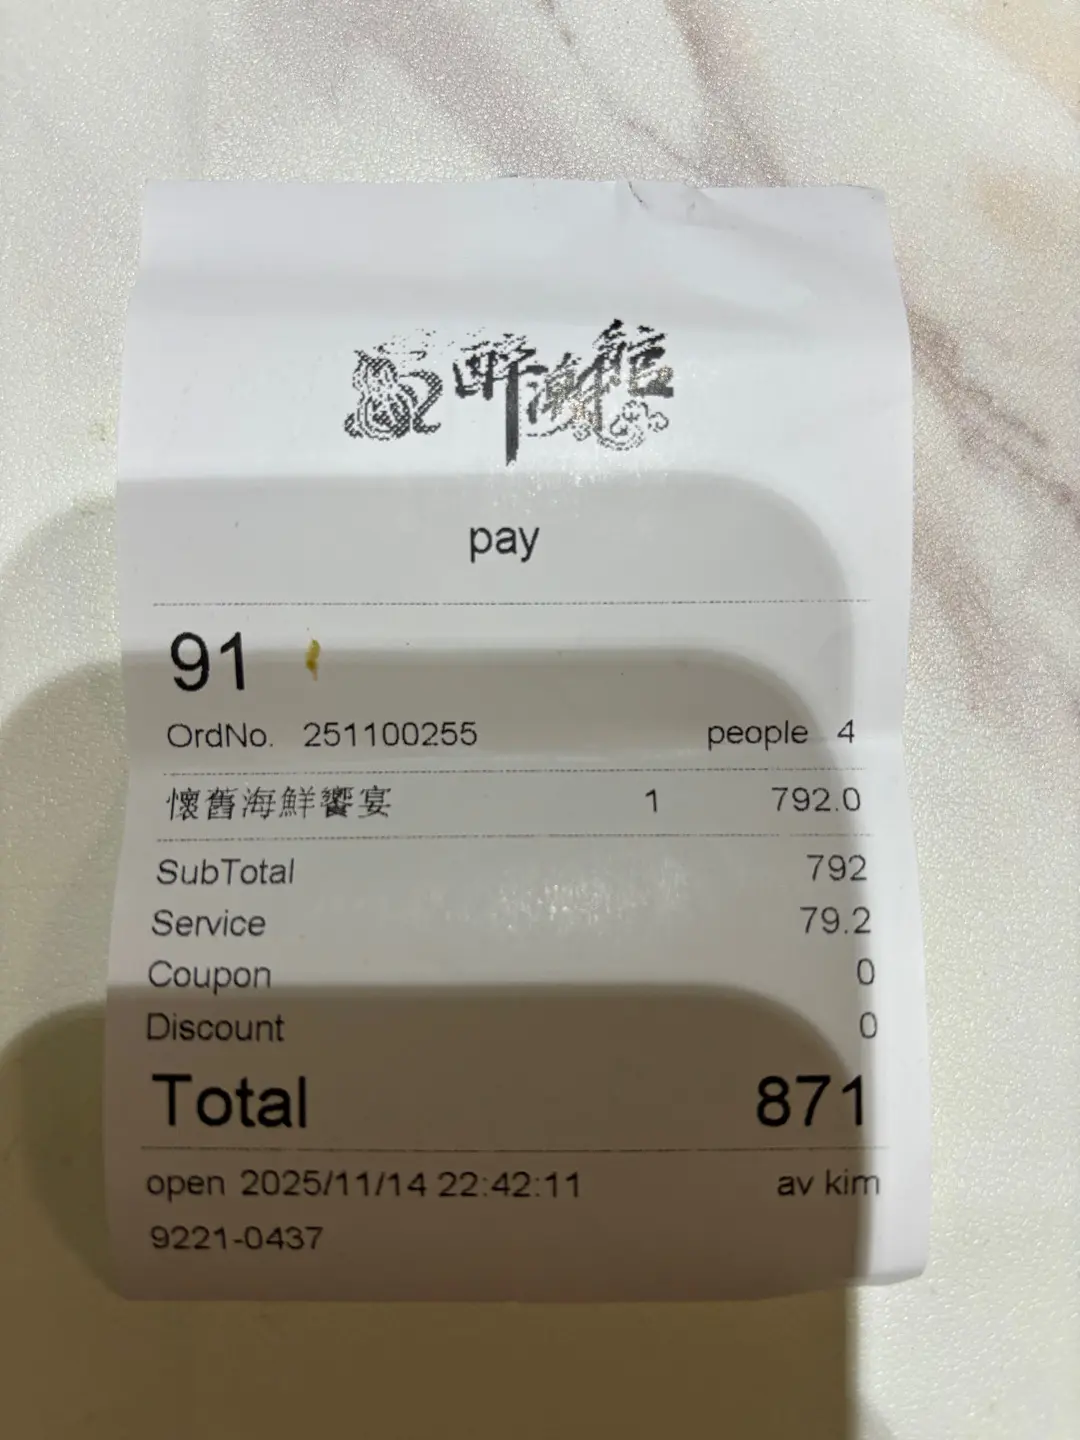 醉潮館
pay
91
OrdNo. 251100255 people 4
懷舊海鮮饗宴 1 792.0
SubTotal 792
Service 79.2
Coupon 0
Discount 0
Total 871
open 2025/11/14 22:42:11 av kim
9221-0437